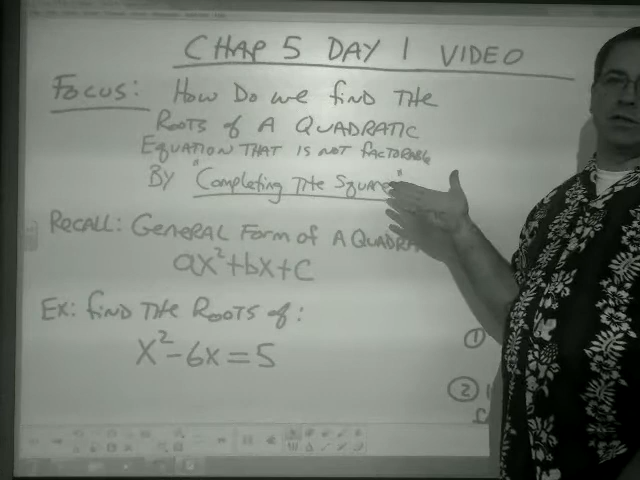 CHAP 5 DAY 1 VIDEO
FOCUS: HOW DO WE FIND THE
ROOTS OF A QUADRATIC
EQUATION THAT IS NOT FACTORABLE
BY "COMPLETING THE SQUARE"
RECALL: GENERAL FORM OF A QUADRA
ax²+bx+c
EX: FIND THE ROOTS OF:
x²-6x=5
①
②